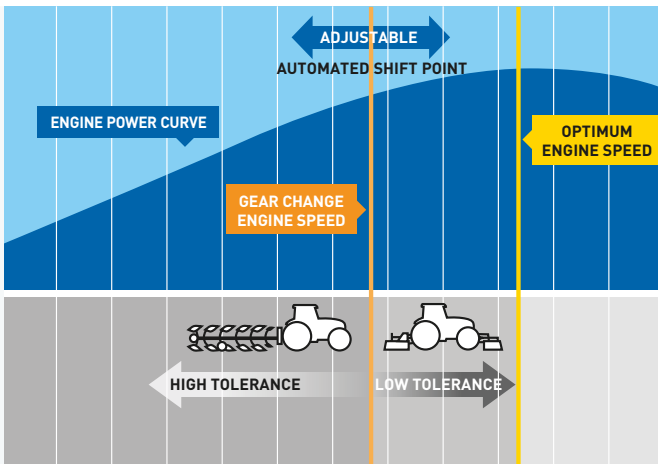 ADJUSTABLE
AUTOMATED SHIFT POINT
ENGINE POWER CURVE
OPTIMUM
ENGINE SPEED
GEAR CHANGE
ENGINE SPEED
HIGH TOLERANCE
LOW TOLERANCE